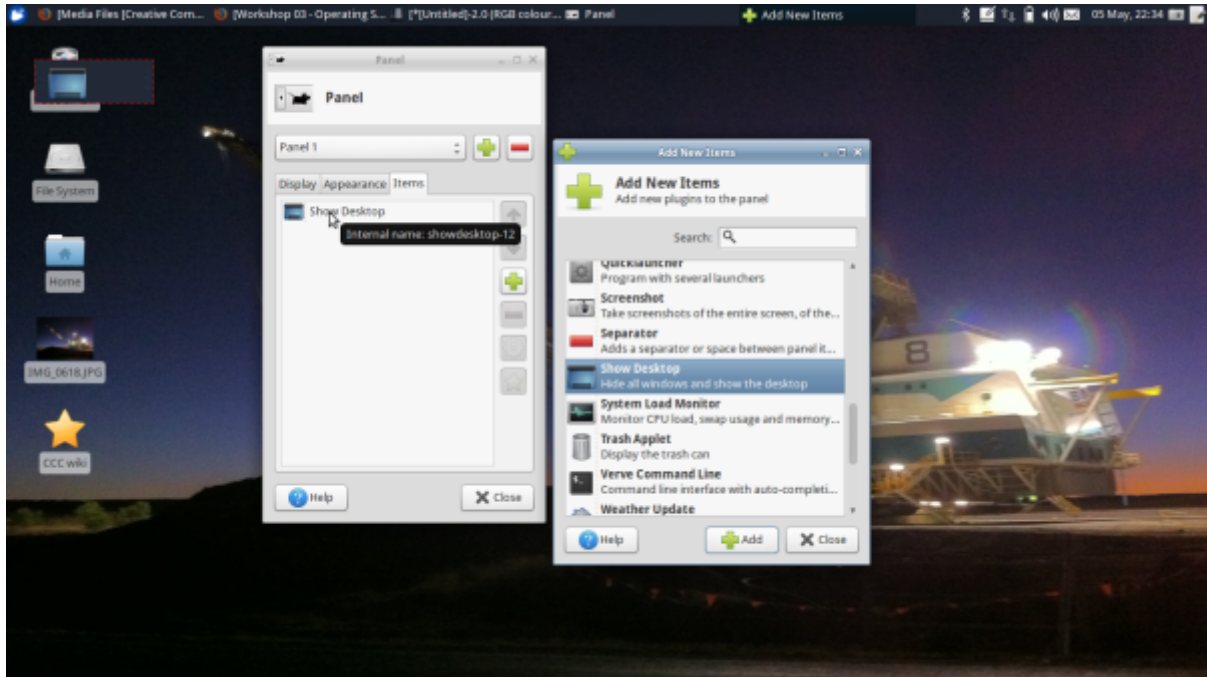 [Media Files [Creative Com...
[Workshop 03 - Operating S...
[*[Untitled]-2.0 (RGB colour...
Panel
Add New Items
05 May, 22:34
File System
Home
IMG_0618.JPG
CCC wiki
Panel
Panel
Panel 1
Display
Appearance
Items
Show Desktop
Internal name: showdesktop-12
Help
Close
Add New Items
Add New Items
Add new plugins to the panel
Search:
Quicklauncher
Program with several launchers
Screenshot
Take screenshots of the entire screen, of the...
Separator
Adds a separator or space between panel it...
Show Desktop
Hide all windows and show the desktop
System Load Monitor
Monitor CPU load, swap usage and memory...
Trash Applet
Display the trash can
Verve Command Line
Command line interface with auto-completi...
Weather Update
Help
Add
Close
8